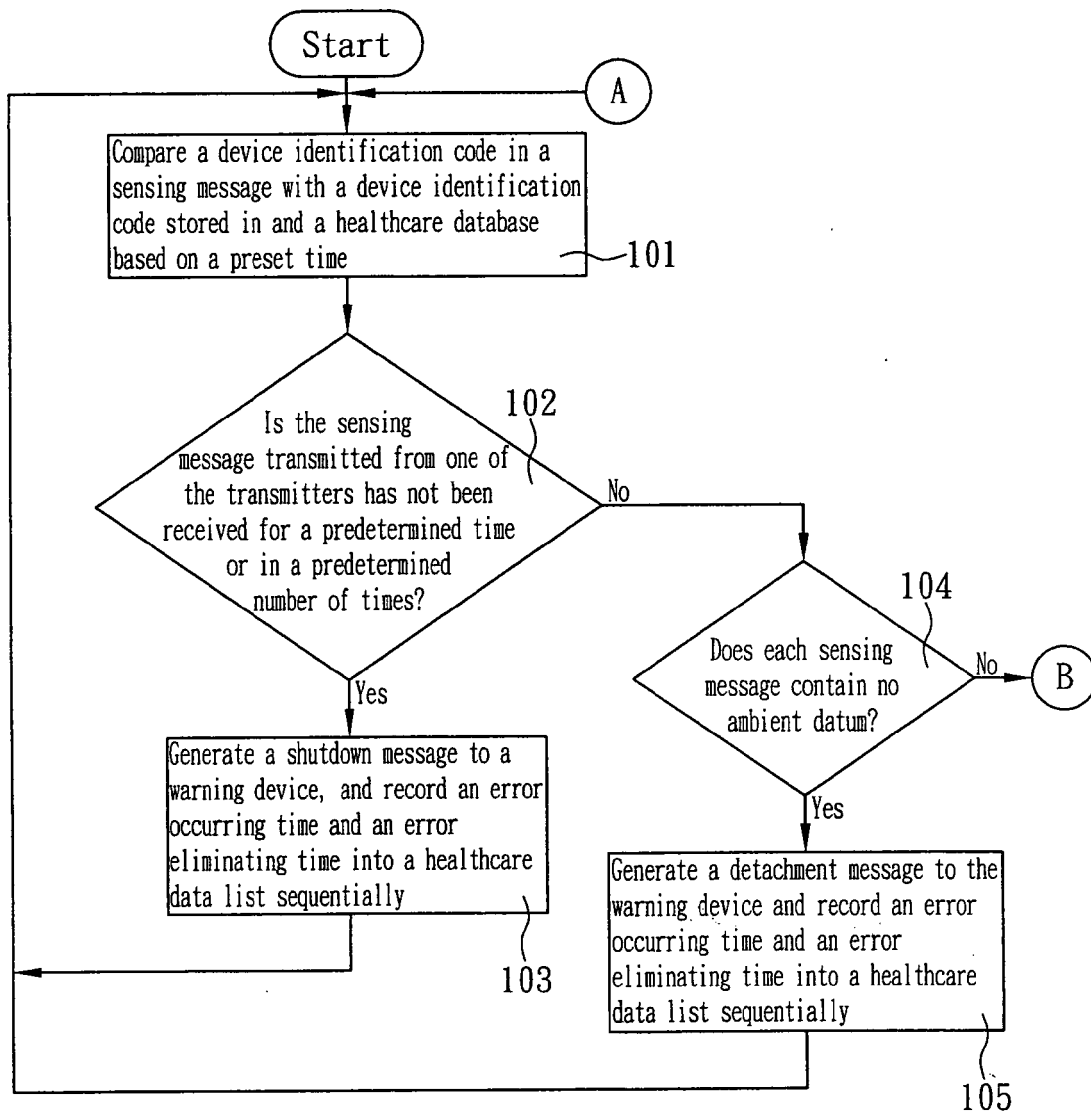 Start
A
Compare a device identification code in a
sensing message with a device identification
code stored in and a healthcare database
based on a preset time
101
102
Is the sensing
message transmitted from one of
the transmitters has not been
received for a predetermined time
or in a predetermined
number of times?
No
Yes
104
Does each sensing
message contain no
ambient datum?
No
B
Yes
Generate a shutdown message to a
warning device, and record an error
occurring time and an error
eliminating time into a healthcare
data list sequentially
103
Generate a detachment message to the
warning device and record an error
occurring time and an error
eliminating time into a healthcare
data list sequentially
105